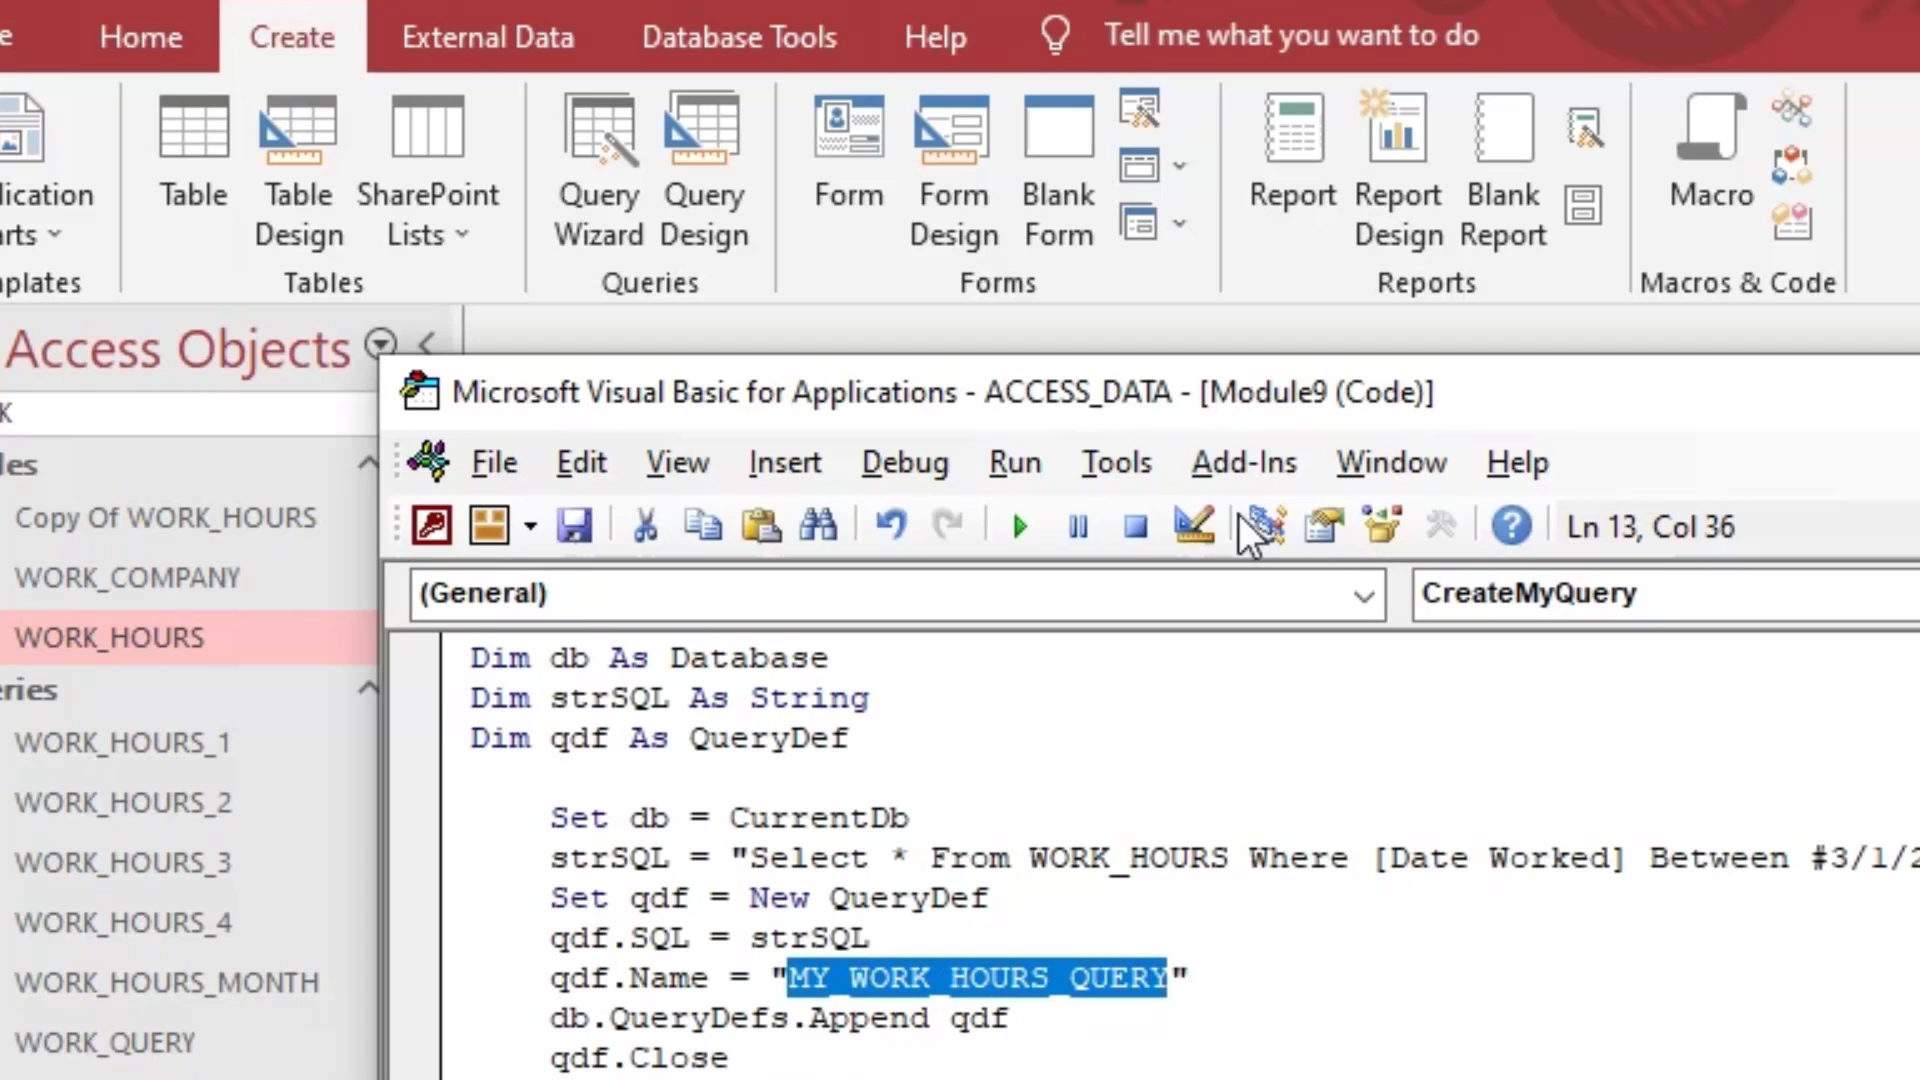 e Home Create External Data Database Tools Help Tell me what you want to do
lication Table Table SharePoint Query Query Form Form Blank Report Report Blank Macro
arts Design Lists Wizard Design Design Form Design Report
plates Tables Queries Forms Reports Macros & Code
Access Objects
K
les
Copy Of WORK_HOURS
WORK_COMPANY
WORK_HOURS
eries
WORK_HOURS_1
WORK_HOURS_2
WORK_HOURS_3
WORK_HOURS_4
WORK_HOURS_MONTH
WORK_QUERY
Microsoft Visual Basic for Applications - ACCESS_DATA - [Module9 (Code)]
File Edit View Insert Debug Run Tools Add-Ins Window Help
Ln 13, Col 36
(General) CreateMyQuery
Dim db As Database
Dim strSQL As String
Dim qdf As QueryDef
Set db = CurrentDb
strSQL = "Select * From WORK_HOURS Where [Date Worked] Between #3/1/2
Set qdf = New QueryDef
qdf.SQL = strSQL
qdf.Name = "MY_WORK_HOURS_QUERY"
db.QueryDefs.Append qdf
qdf.Close